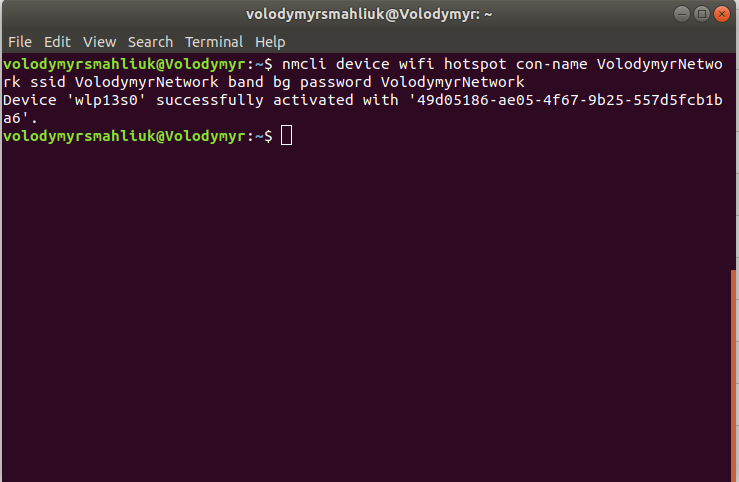 volodymyrsmahliuk@Volodymyr: ~
File Edit View Search Terminal Help
volodymyrsmahliuk@Volodymyr:~$ nmcli device wifi hotspot con-name VolodymyrNetwo
rk ssid VolodymyrNetwork band bg password VolodymyrNetwork
Device 'wlp13s0' successfully activated with '49d05186-ae05-4f67-9b25-557d5fcb1b
a6'.
volodymyrsmahliuk@Volodymyr:~$